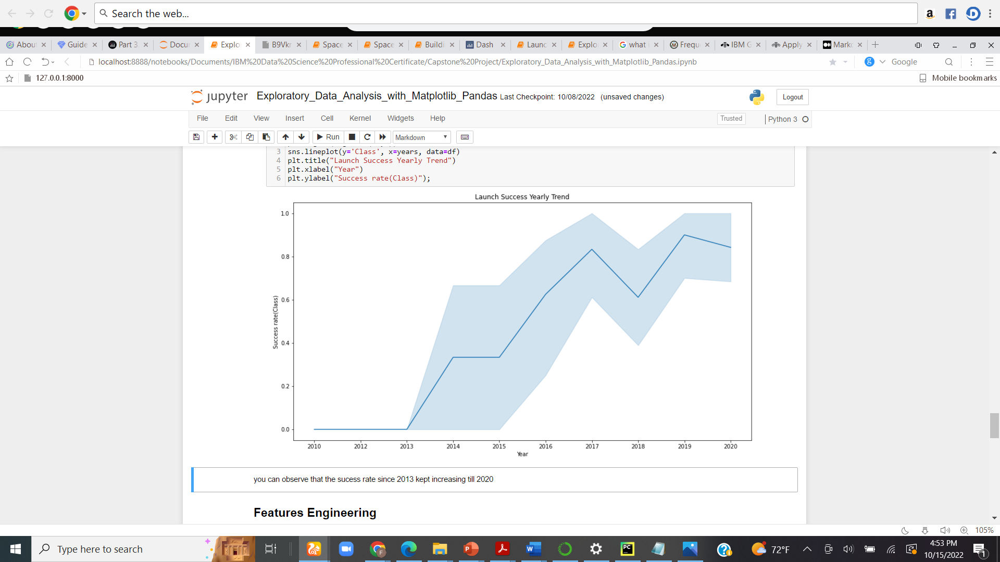 Search the web...
Abou
Guide
Part 3.
Docur
Explo
B9Vkr
Space
Space
Buildi
Dash
Launc
Explo
what i
Frequ
IBM G
Apply
Markd
localhost:8888/notebooks/Documents/IBM%20Data%20Science%20Professional%20Certificate/Capstone%20Project/Exploratory_Data_Analysis_with_Matplotlib_Pandas.ipynb
Google
127.0.0.1:8000
Mobile bookmarks
jupyter Exploratory_Data_Analysis_with_Matplotlib_Pandas Last Checkpoint: 10/08/2022 (unsaved changes)
Logout
File Edit View Insert Cell Kernel Widgets Help
Trusted
Python 3
Run
Markdown
3 sns.lineplot(y='Class', x=years, data=df)
4 plt.title("Launch Success Yearly Trend")
5 plt.xlabel("Year")
6 plt.ylabel("Success rate(Class)");
Launch Success Yearly Trend
1.0
0.8
0.6
0.4
0.2
0.0
Success rate(Class)
2010 2012 2013 2014 2015 2016 2017 2018 2019 2020
Year
you can observe that the sucess rate since 2013 kept increasing till 2020
Features Engineering
105%
Type here to search
72°F
4:53 PM
10/15/2022
1